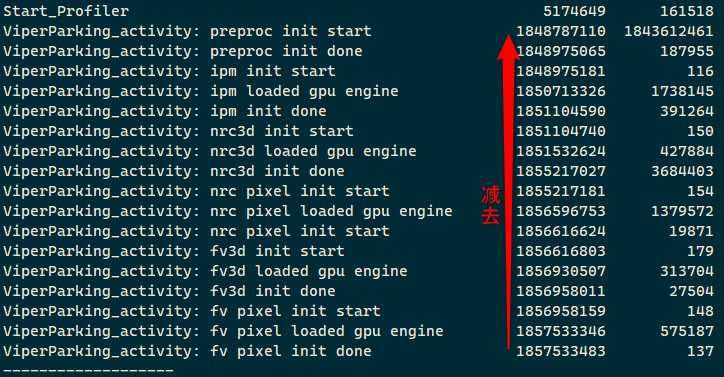 Start_Profiler 5174649 161518
ViperParking_activity: preproc init start 1848787110 1843612461
ViperParking_activity: preproc init done 1848975065 187955
ViperParking_activity: ipm init start 1848975181 116
ViperParking_activity: ipm loaded gpu engine 1850713326 1738145
ViperParking_activity: ipm init done 1851104590 391264
ViperParking_activity: nrc3d init start 1851104740 150
ViperParking_activity: nrc3d loaded gpu engine 1851532624 427884
ViperParking_activity: nrc3d init done 1855217027 3684403
ViperParking_activity: nrc pixel init start 1855217181 154
ViperParking_activity: nrc pixel loaded gpu engine 1856596753 1379572
ViperParking_activity: nrc pixel init start 1856616624 19871
ViperParking_activity: fv3d init start 1856616803 179
ViperParking_activity: fv3d loaded gpu engine 1856930507 313704
ViperParking_activity: fv3d init done 1856958011 27504
ViperParking_activity: fv pixel init start 1856958159 148
ViperParking_activity: fv pixel loaded gpu engine 1857533346 575187
ViperParking_activity: fv pixel init done 1857533483 137
-------------------
减去